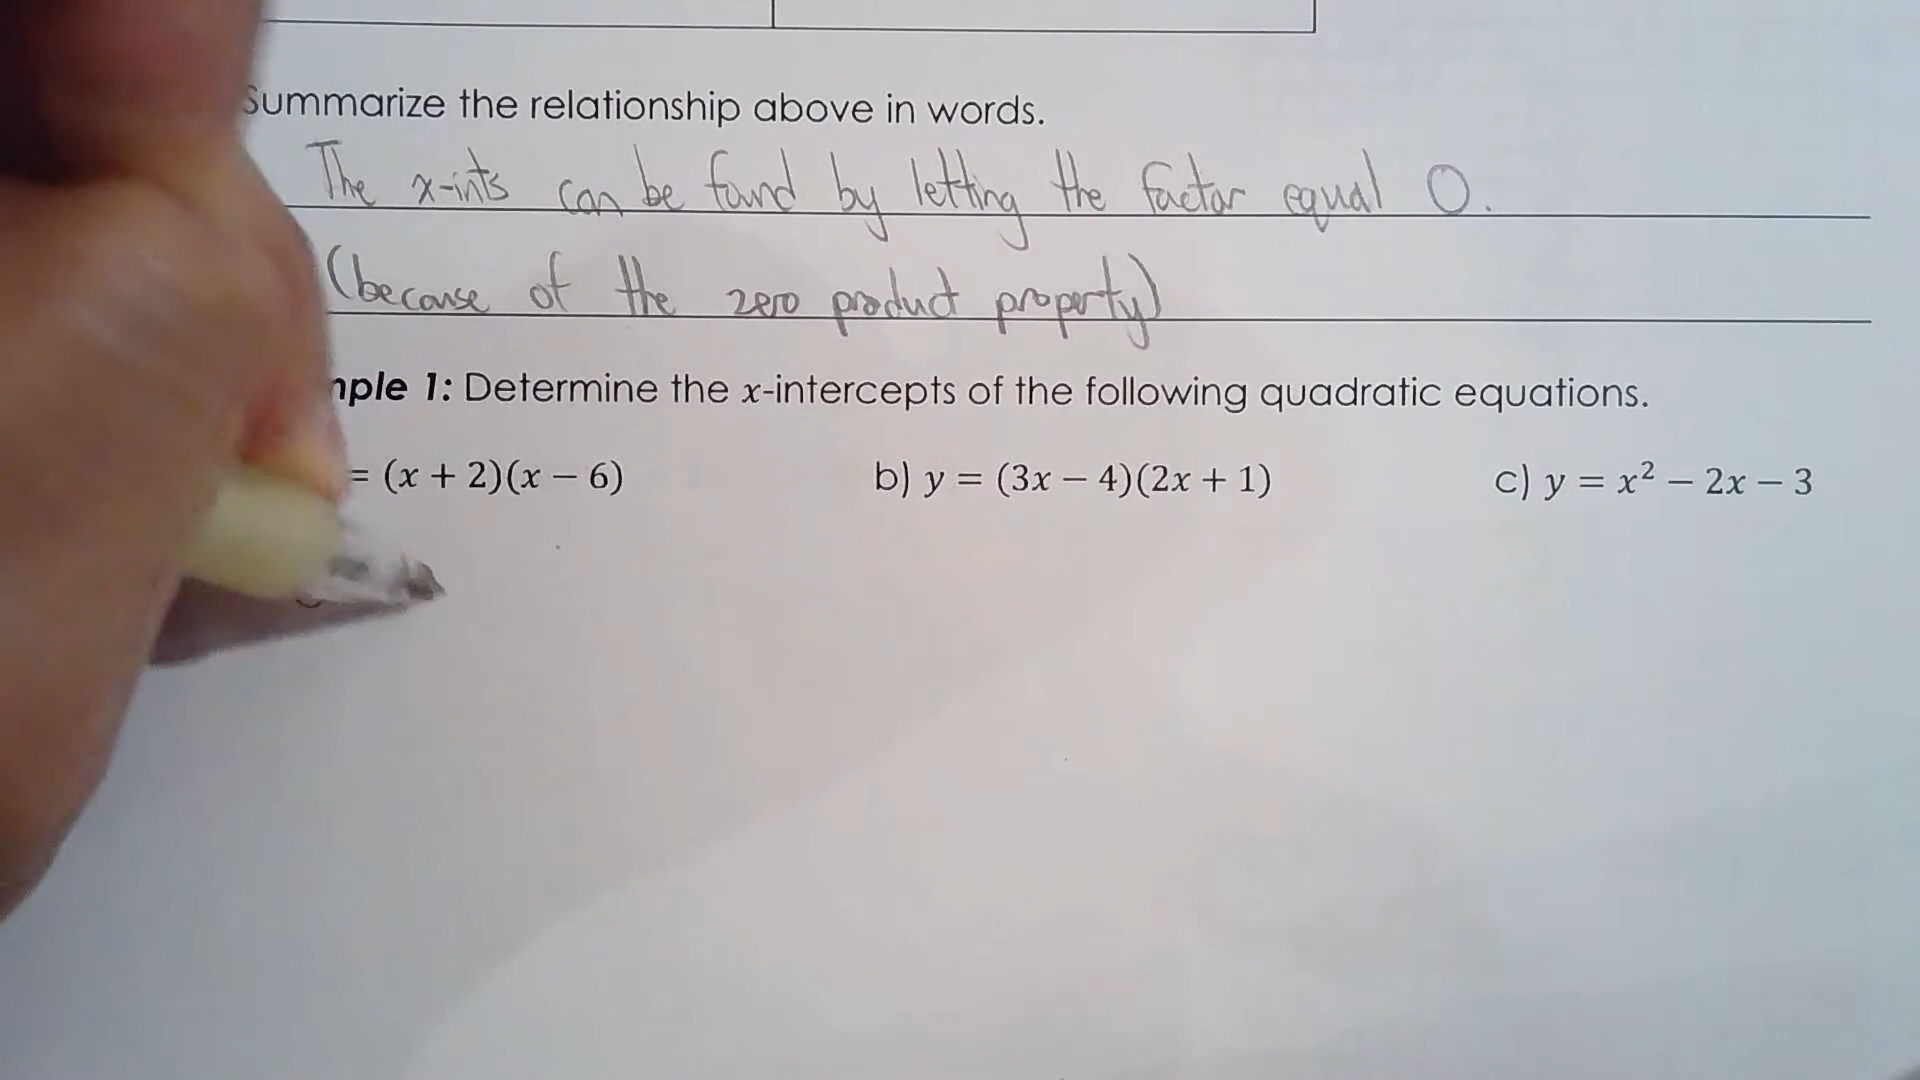 Summarize the relationship above in words.
The x-ints can be found by letting the factor equal 0.
(because of the zero product property)
mple 1: Determine the x-intercepts of the following quadratic equations.
= (x + 2)(x − 6) b) y = (3x − 4)(2x + 1) c) y = x² − 2x − 3